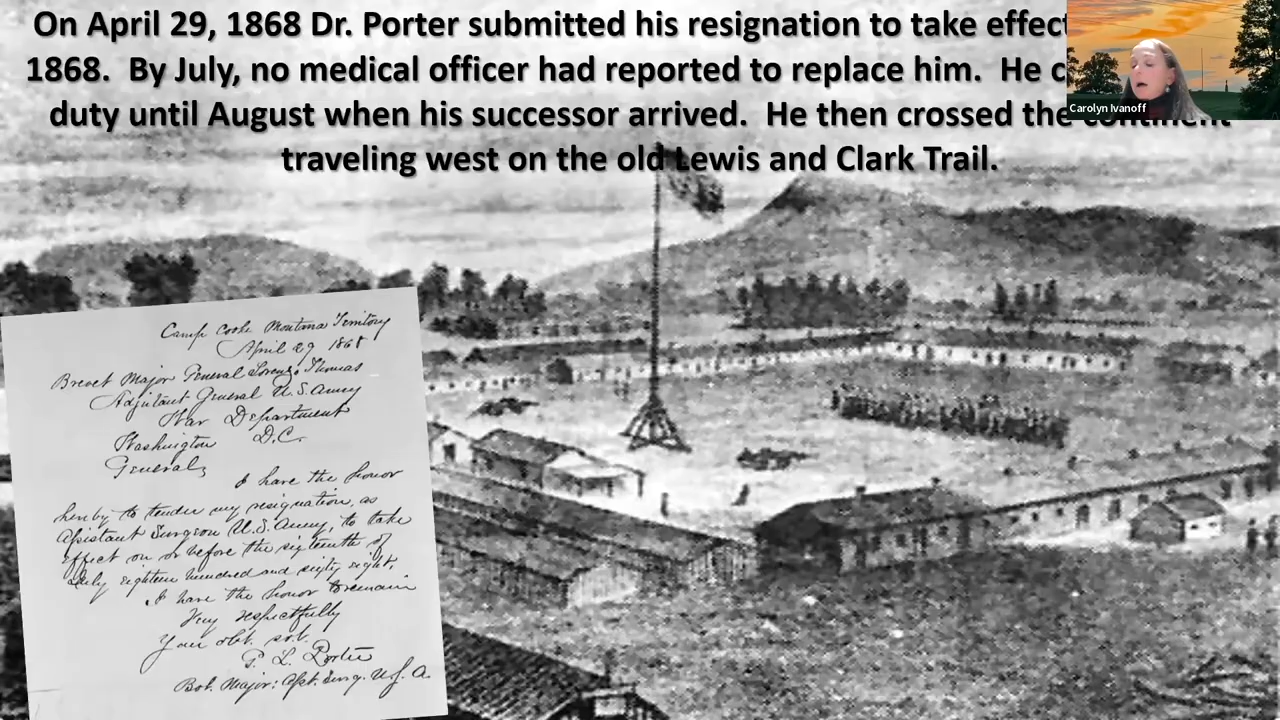 On April 29, 1868 Dr. Porter submitted his resignation to take effect
1868. By July, no medical officer had reported to replace him. He c
duty until August when his successor arrived. He then crossed the continent
traveling west on the old Lewis and Clark Trail.
Carolyn Ivanoff
Camp Cooke Montana Territory
April 29 1868
Brevet Major General Lorenzo Thomas
Adjutant General U.S. Army
War Department
Washington D.C.
General,
I have the honor
hereby to tender my resignation, as
Assistant Surgeon U.S. Army, to take
effect on or before the sixteenth of
July eighteen hundred and sixty eight.
I have the honor to remain
Very respectfully
Your obt. svt.
P. L. Porter
Bvt. Major: Asst. Surg. U.S.A.